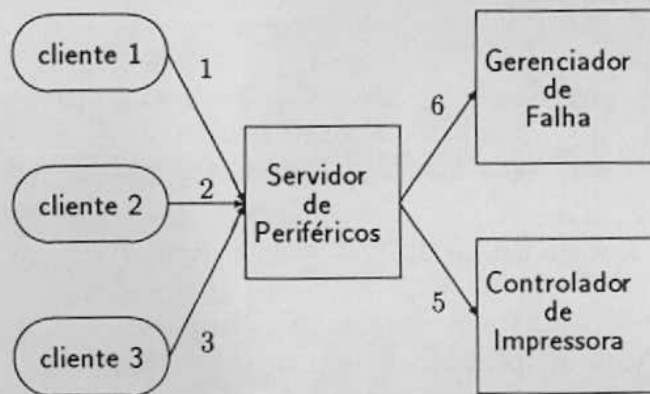 cliente 1
1
cliente 2
2
cliente 3
3
Servidor
de
Periféricos
6
Gerenciador
de
Falha
5
Controlador
de
Impressora